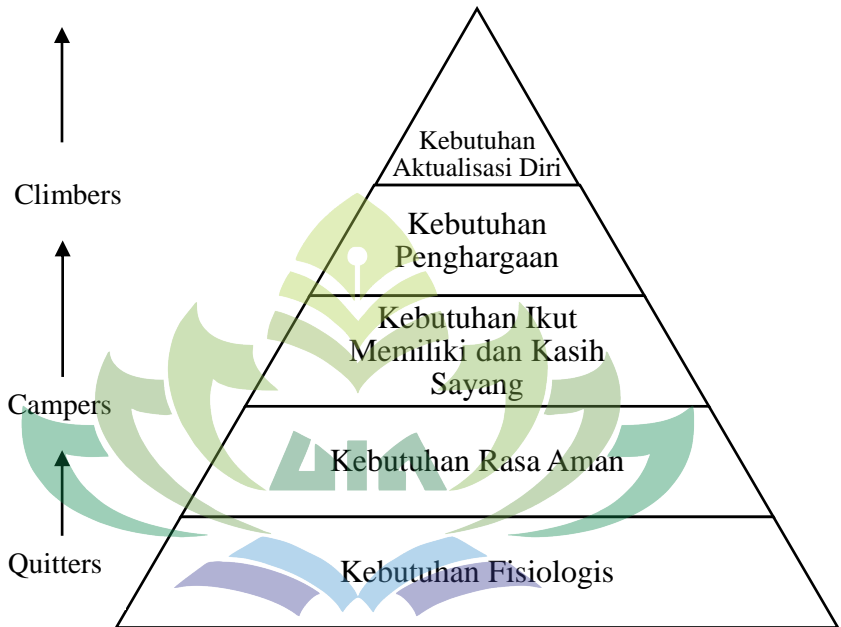 Kebutuhan
Aktualisasi Diri
Climbers
Kebutuhan
Penghargaan
Kebutuhan Ikut
Memiliki dan Kasih
Sayang
Campers
Kebutuhan Rasa Aman
Quitters
Kebutuhan Fisiologis